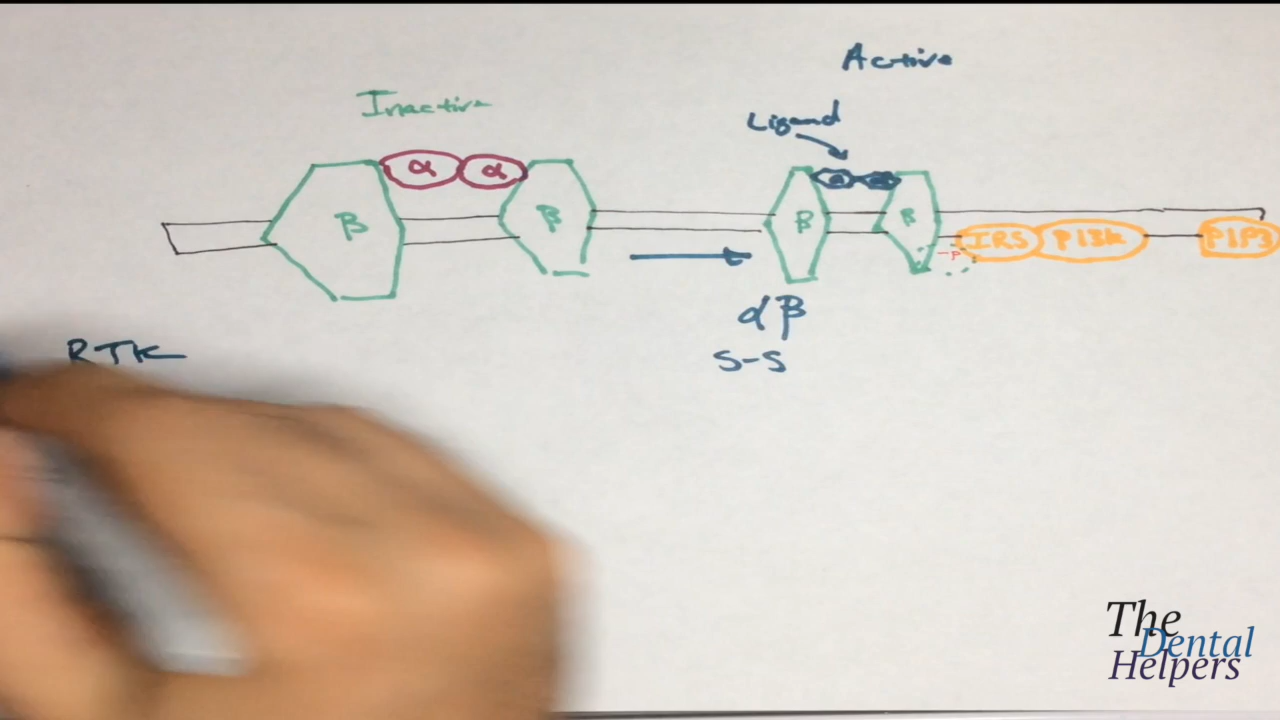 Active
Inactive
Ligand
α α
β β
β β
IRS PI3K PIP3
-P
αβ
S-S
RTK
The
Dental
Helpers